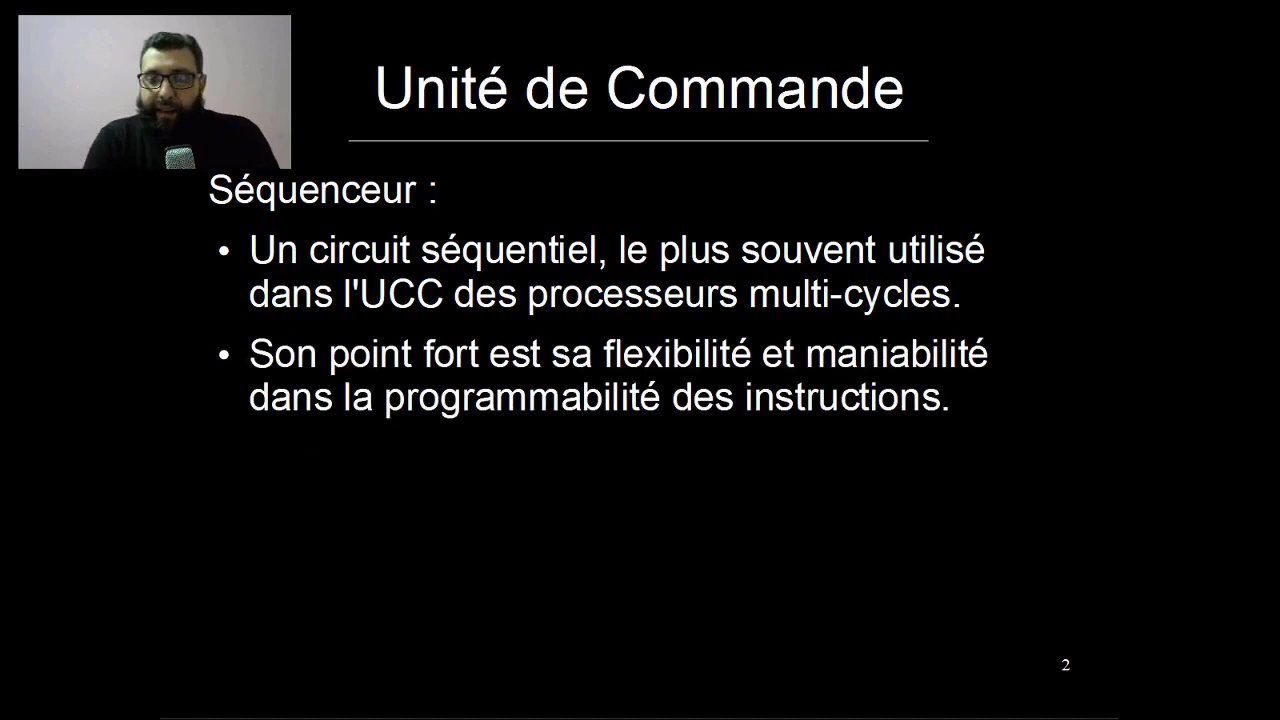 Unité de Commande
Séquenceur :
• Un circuit séquentiel, le plus souvent utilisé
dans l'UCC des processeurs multi-cycles.
• Son point fort est sa flexibilité et maniabilité
dans la programmabilité des instructions.
2